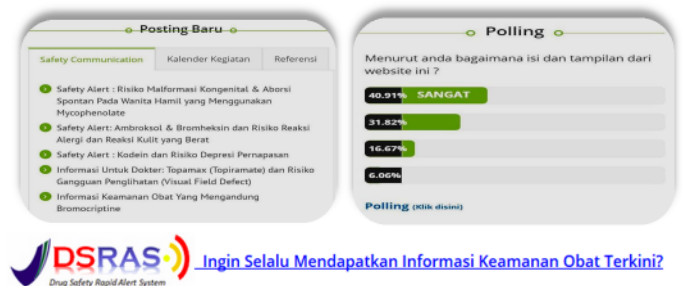 Posting Baru
Safety Communication Kalender Kegiatan Referensi
Safety Alert : Risiko Malformasi Kongenital & Aborsi
Spontan Pada Wanita Hamil yang Menggunakan
Mycophenolate
Safety Alert: Ambroksol & Bromheksin dan Risiko Reaksi
Alergi dan Reaksi Kulit yang Berat
Safety Alert : Kodein dan Risiko Depresi Pernapasan
Informasi Untuk Dokter: Topamax (Topiramate) dan Risiko
Gangguan Penglihatan (Visual Field Defect)
Informasi Keamanan Obat Yang Mengandung
Bromocriptine
Polling
Menurut anda bagaimana isi dan tampilan dari
website ini ?
40.91% SANGAT
31.82%
16.67%
6.06%
Polling (Klik disini)
DSRAS
Drug Safety Rapid Alert System
Ingin Selalu Mendapatkan Informasi Keamanan Obat Terkini?